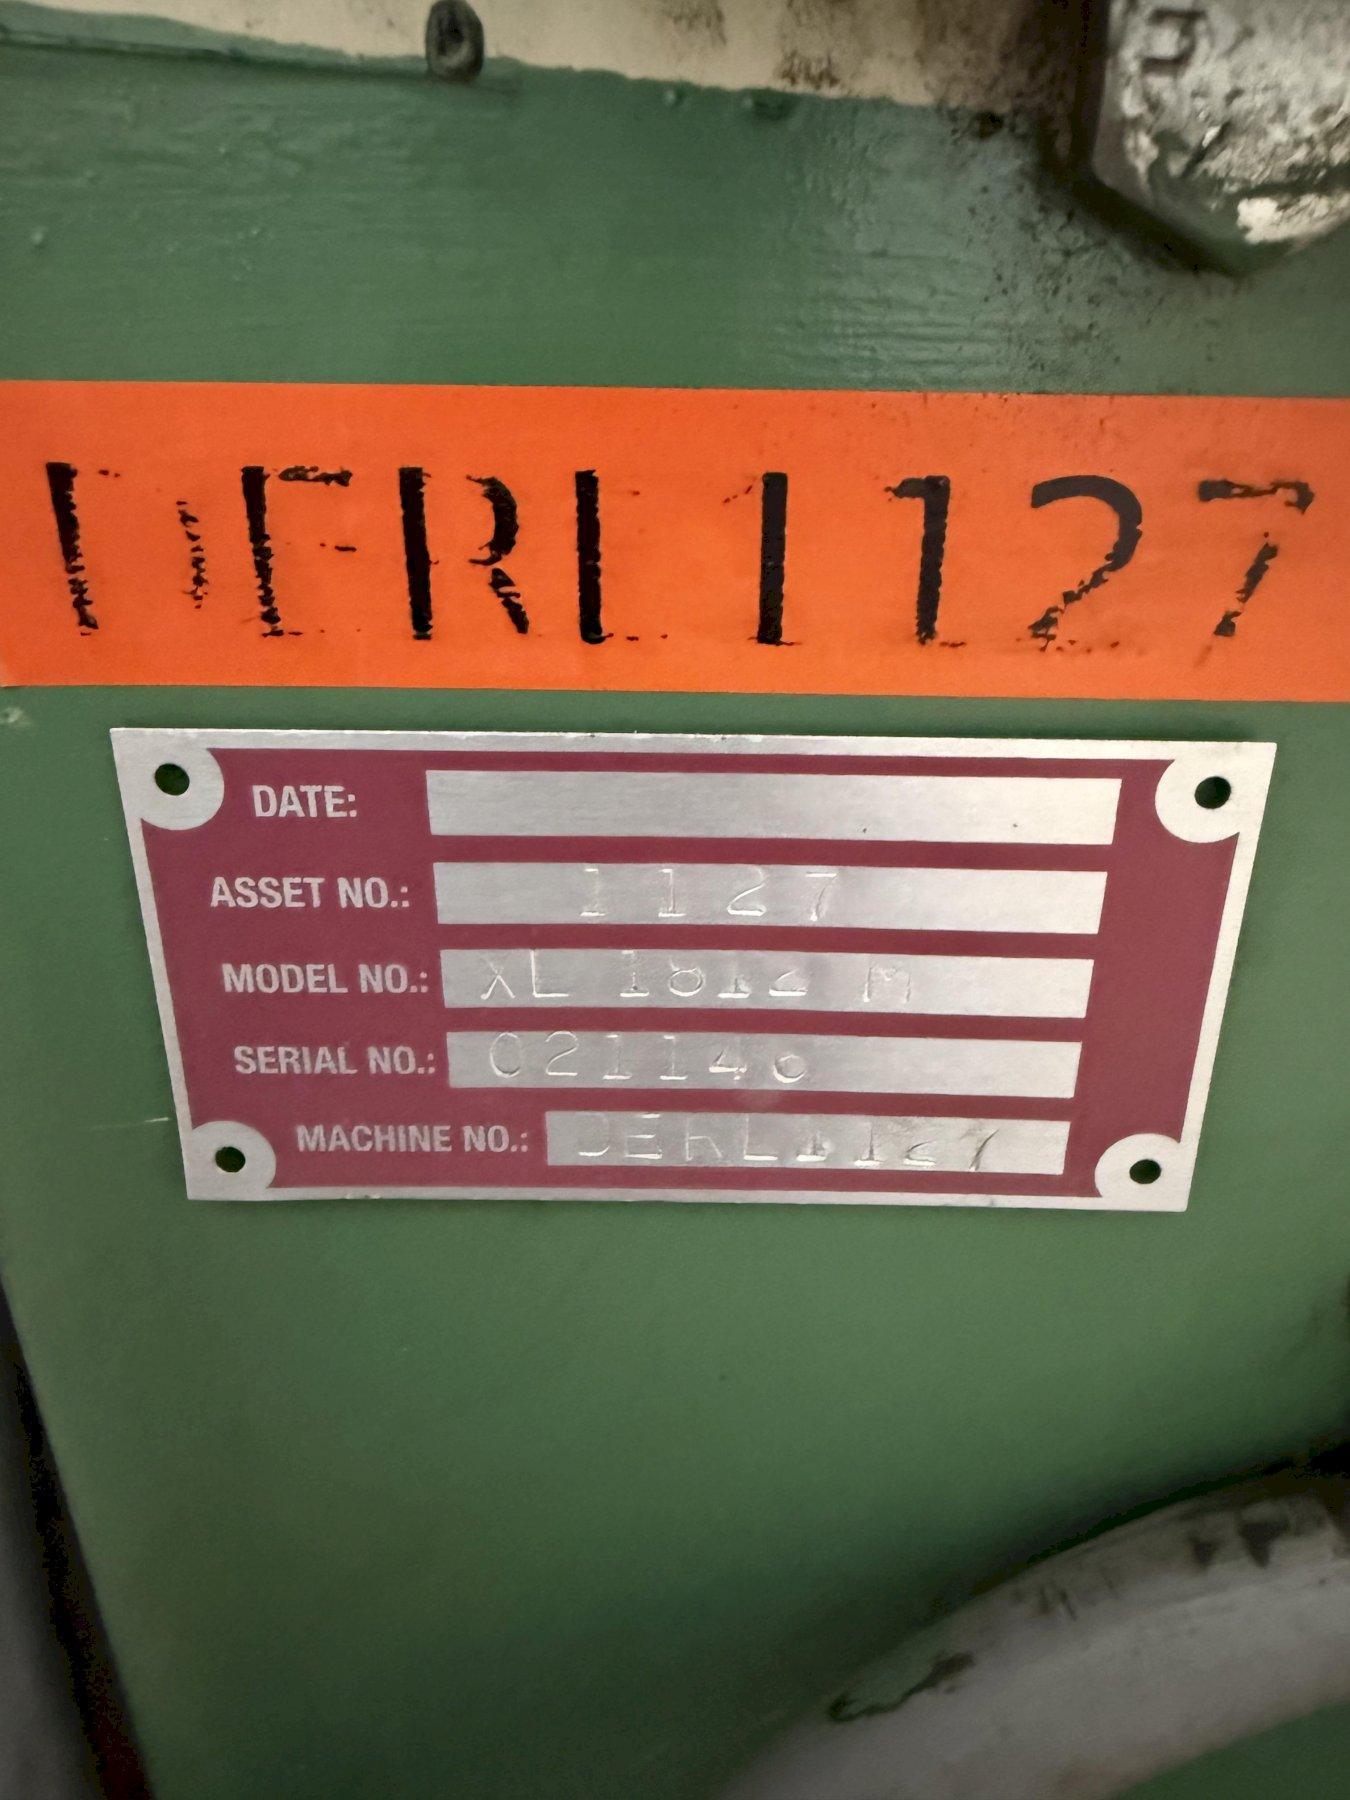 DERL1127
DATE:
ASSET NO.: 1127
MODEL NO.: XL 1812 M
SERIAL NO.: 021146
MACHINE NO.: DERL1127